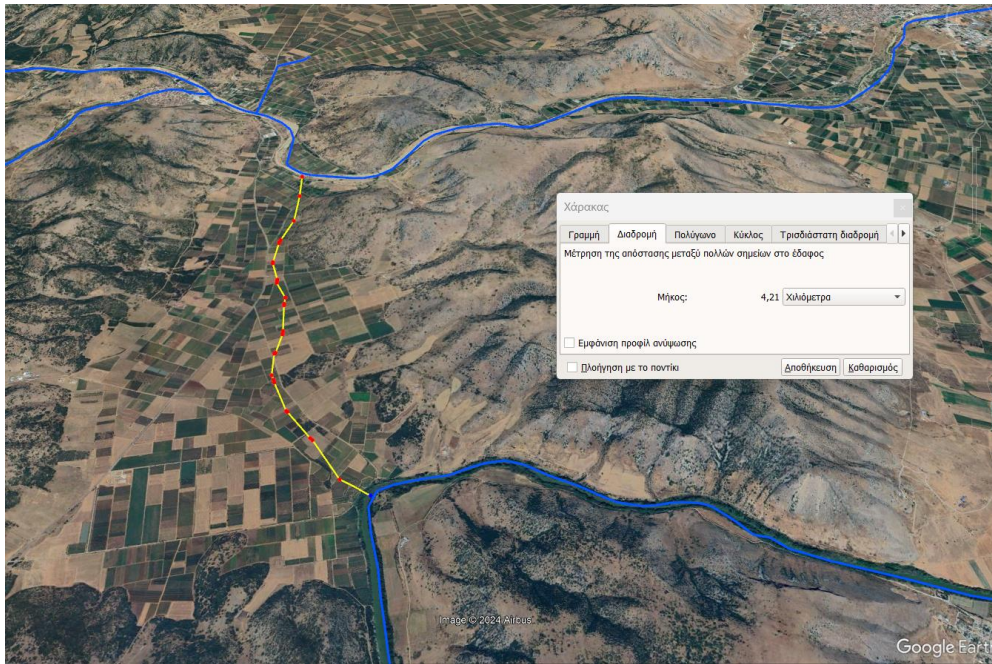 Χάρακας
Γραμμή Διαδρομή Πολύγωνο Κύκλος Τρισδιάστατη διαδρομή
Μέτρηση της απόστασης μεταξύ πολλών σημείων στο έδαφος
Μήκος: 4,21 Χιλιόμετρα
Εμφάνιση προφίλ ανύψωσης
Πλοήγηση με το ποντίκι Αποθήκευση Καθαρισμός
Image © 2024 Airbus
Google Earth